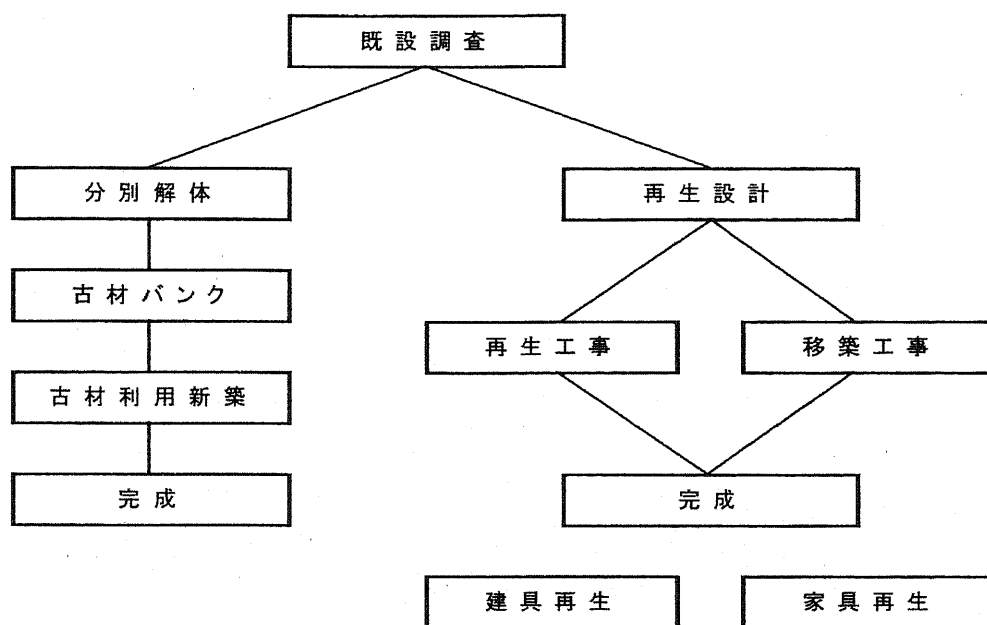 既設調査
分別解体
再生設計
古材バンク
再生工事
移築工事
古材利用新築
完成
完成
建具再生
家具再生